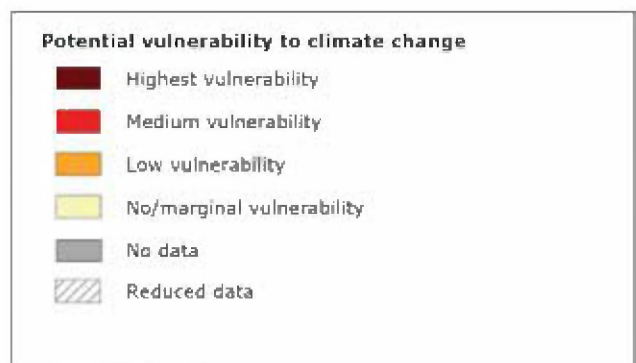 Potential vulnerability to climate change
Highest vulnerability
Medium vulnerability
Low vulnerability
No/marginal vulnerability
No data
Reduced data